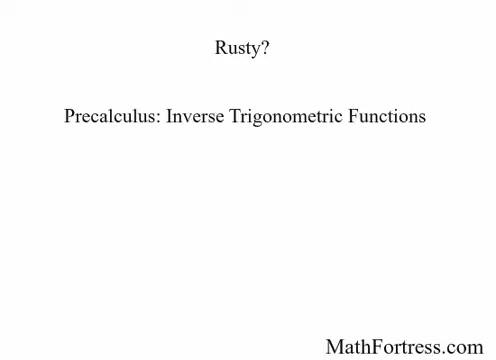 Rusty?
Precalculus: Inverse Trigonometric Functions
MathFortress.com